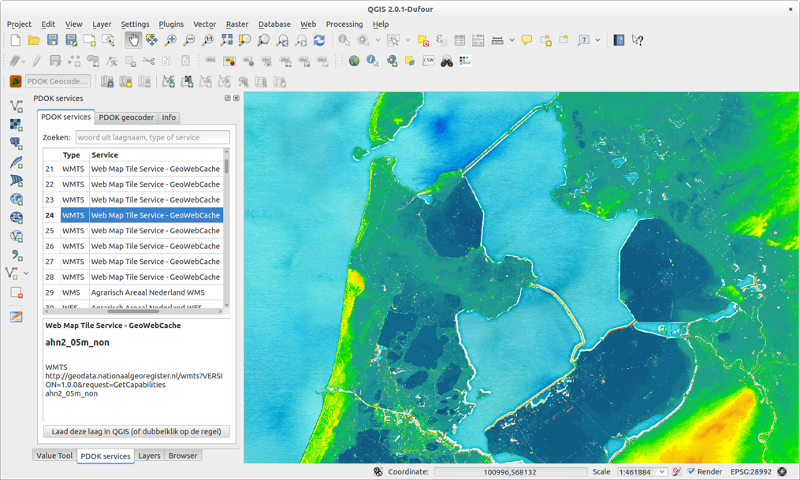 QGIS 2.0.1-Dufour
Project Edit View Layer Settings Plugins Vector Raster Database Web Processing Help
CSW
PDOK Geocode...
PDOK services
PDOK services PDOK geocoder Info
Zoeken: woord uit laagnaam, type of service
Type Service
21 WMTS Web Map Tile Service - GeoWebCache
22 WMTS Web Map Tile Service - GeoWebCache
23 WMTS Web Map Tile Service - GeoWebCache
24 WMTS Web Map Tile Service - GeoWebCache
25 WMTS Web Map Tile Service - GeoWebCache
26 WMTS Web Map Tile Service - GeoWebCache
27 WMTS Web Map Tile Service - GeoWebCache
28 WMTS Web Map Tile Service - GeoWebCache
29 WMS Agrarisch Areaal Nederland WMS
30 WFS Agrarisch Areaal Nederland WFS
Web Map Tile Service - GeoWebCache
ahn2_05m_non
WMTS
http://geodata.nationaalgeoregister.nl/wmts?VERSI
ON=1.0.0&request=GetCapabilities
ahn2_05m_non
Laad deze laag in QGIS (of dubbelklik op de regel)
Value Tool PDOK services Layers Browser
Coordinate: 100996,568132 Scale 1:461884 Render EPSG:28992